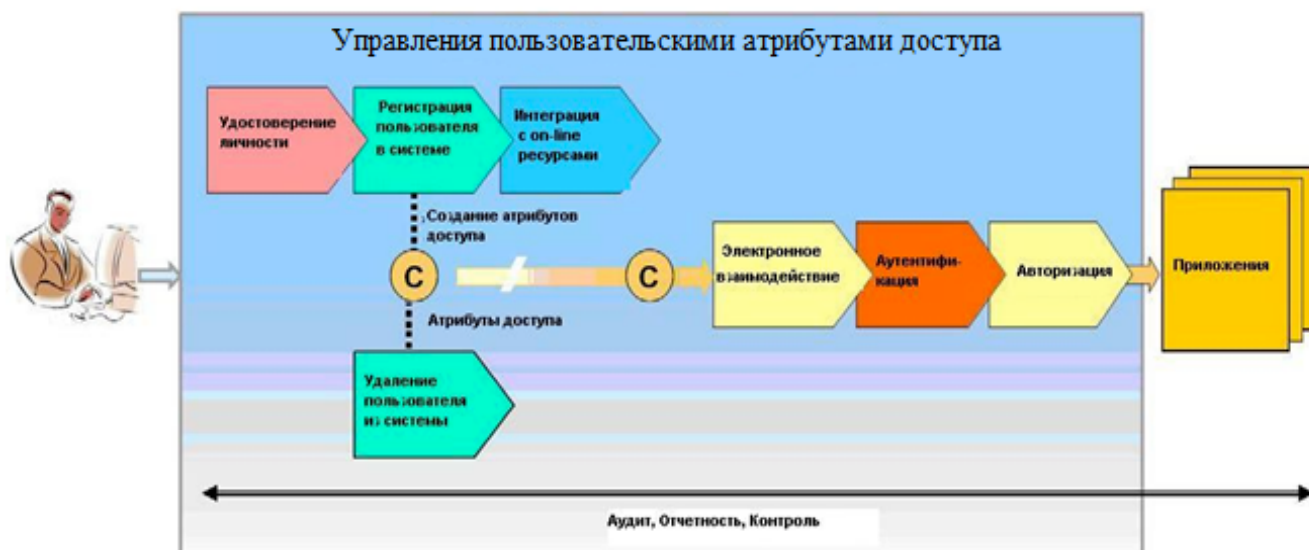 Управления пользовательскими атрибутами доступа
Удостоверение
личности
Регистрация
пользователя
в системе
Интеграция
с on-line
ресурсами
Создание атрибутов
доступа
С
С
Атрибуты доступа
Электронное
взаимодействие
Аутентифи-
кация
Авторизация
Приложения
Удаление
пользователя
из системы
Аудит, Отчетность, Контроль